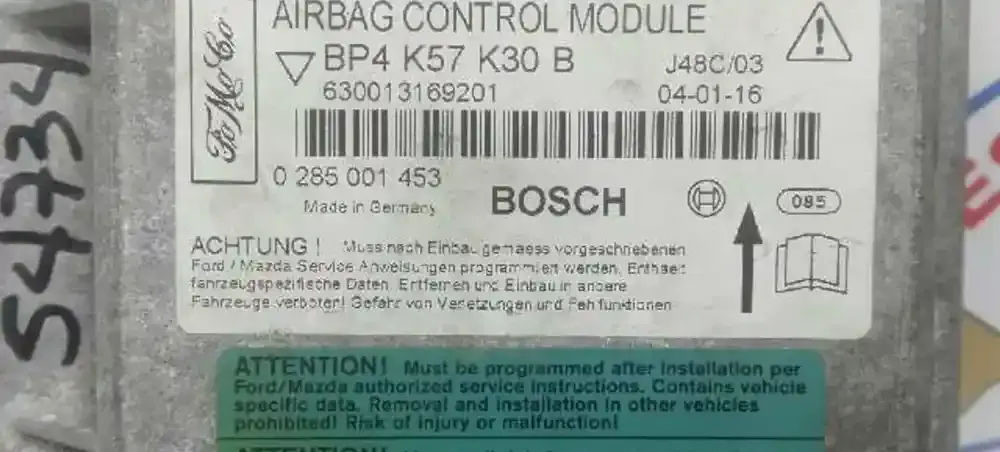 54734
FoMoCo
AIRBAG CONTROL MODULE
BP4 K57 K30 B
J48C/03
630013169201
04-01-16
0 285 001 453
Made in Germany
BOSCH
085
ACHTUNG! Muss nach Einbau gemaess vorgeschriebenen
Ford / Mazda Service Anweisungen programmiert werden. Enthaelt
fahrzeugspezifische Daten. Entfernen und Einbau in andere
Fahrzeuge verboten! Gefahr von Verletzungen und Fehlfunktionen
ATTENTION! Must be programmed after installation per
Ford/Mazda authorized service instructions. Contains vehicle
specific data. Removal and installation in other vehicles
prohibited! Risk of injury or malfunction!
ATTENTION!